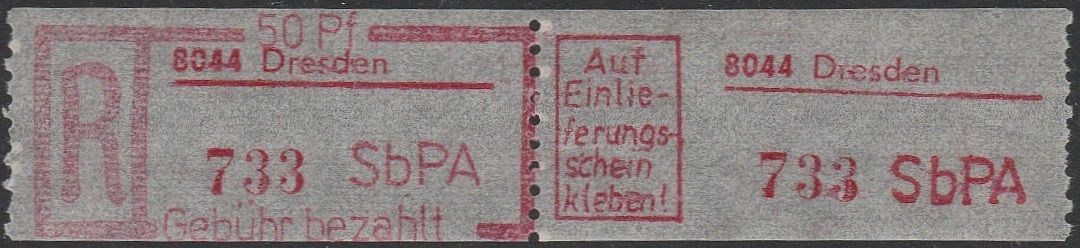 50 Pf
8044 Dresden
R
733 SbPA
Gebühr bezahlt
Auf
Einlie-
ferungs-
schein
kleben!
8044 Dresden
733 SbPA